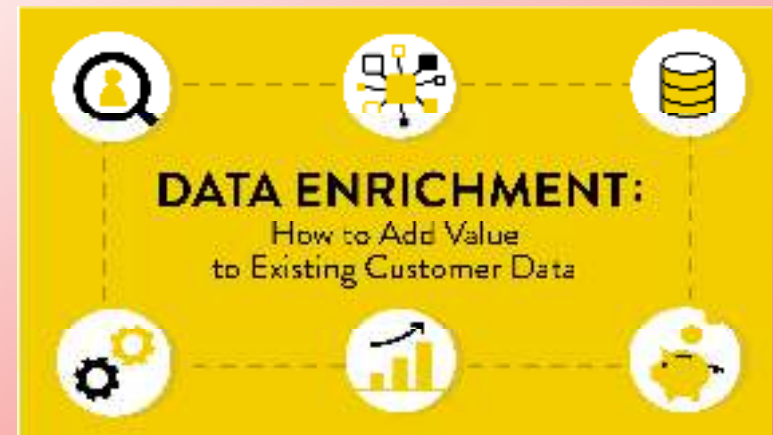 DATA ENRICHMENT:
How to Add Value
to Existing Customer Data